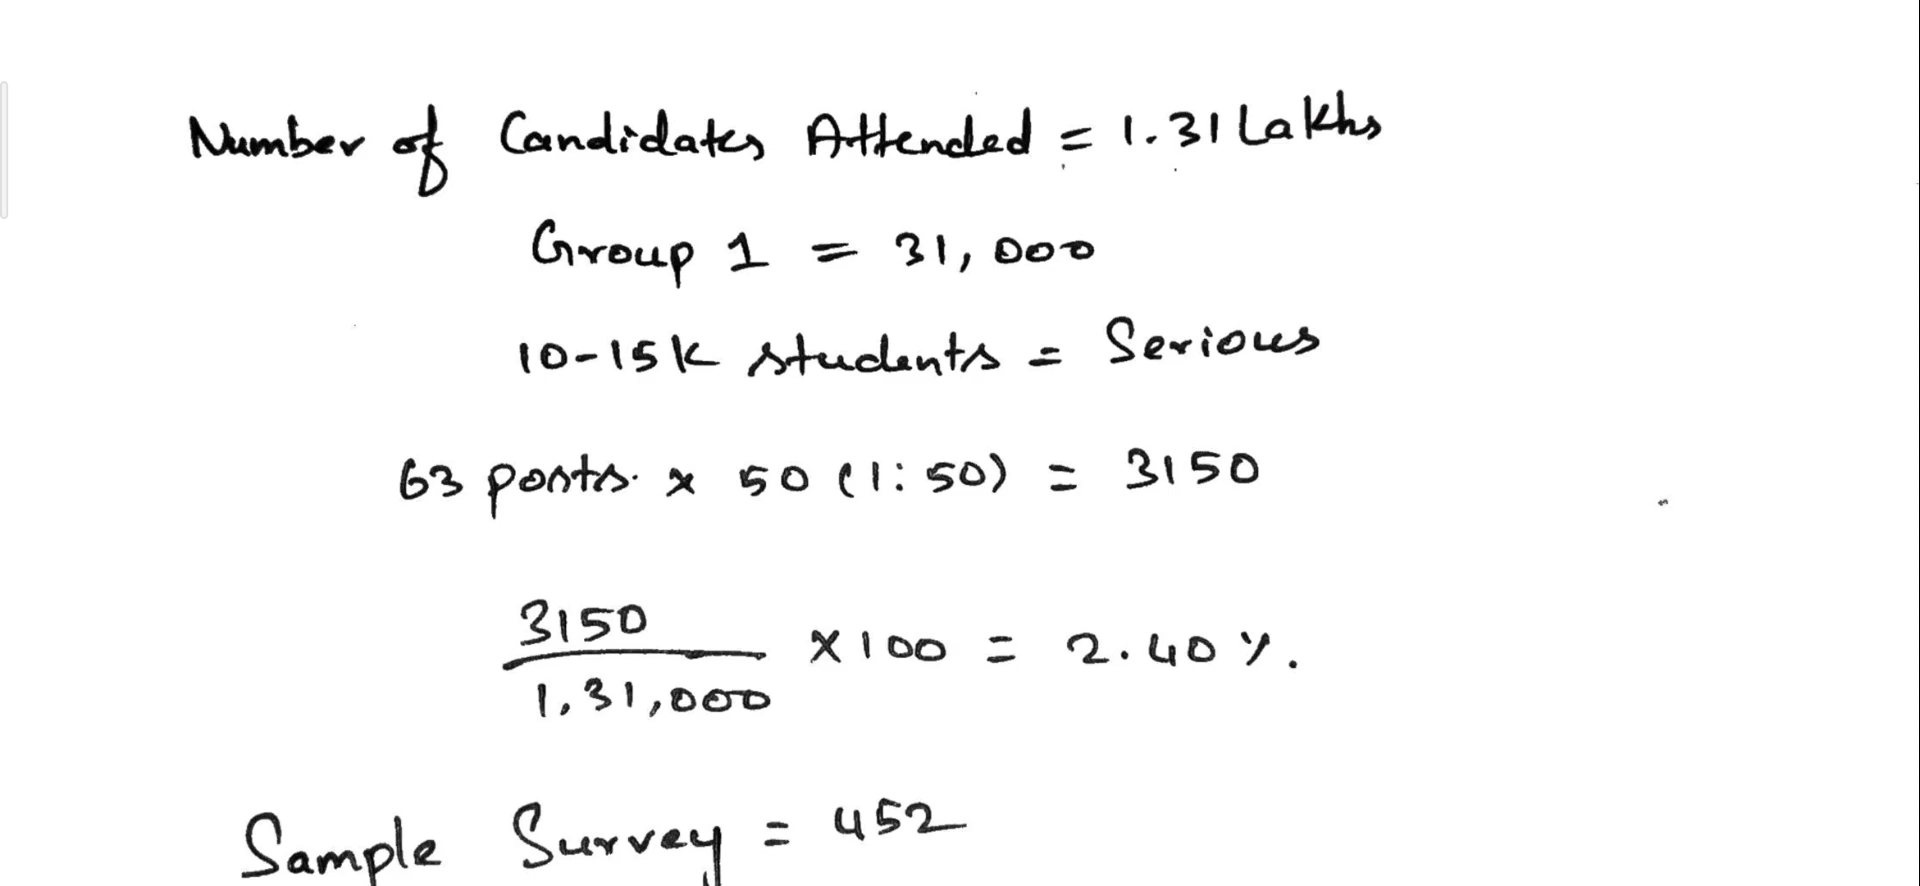 Number of Candidates Attended = 1.31 Lakhs
Group 1 = 31,000
10-15K students = Serious
63 posts. x 50 (1:50) = 3150
3150
1,31,000
X 100 = 2.40 %.
Sample Survey = 452